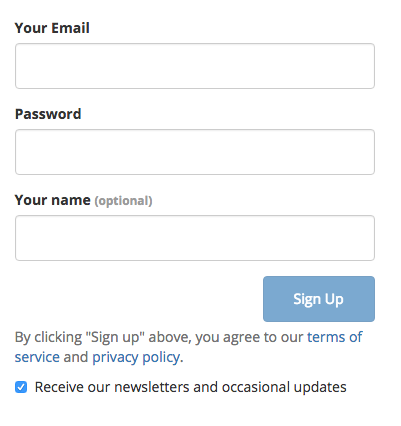 Your Email
Password
Your name (optional)
Sign Up
By clicking "Sign up" above, you agree to our terms of
service and privacy policy.
Receive our newsletters and occasional updates